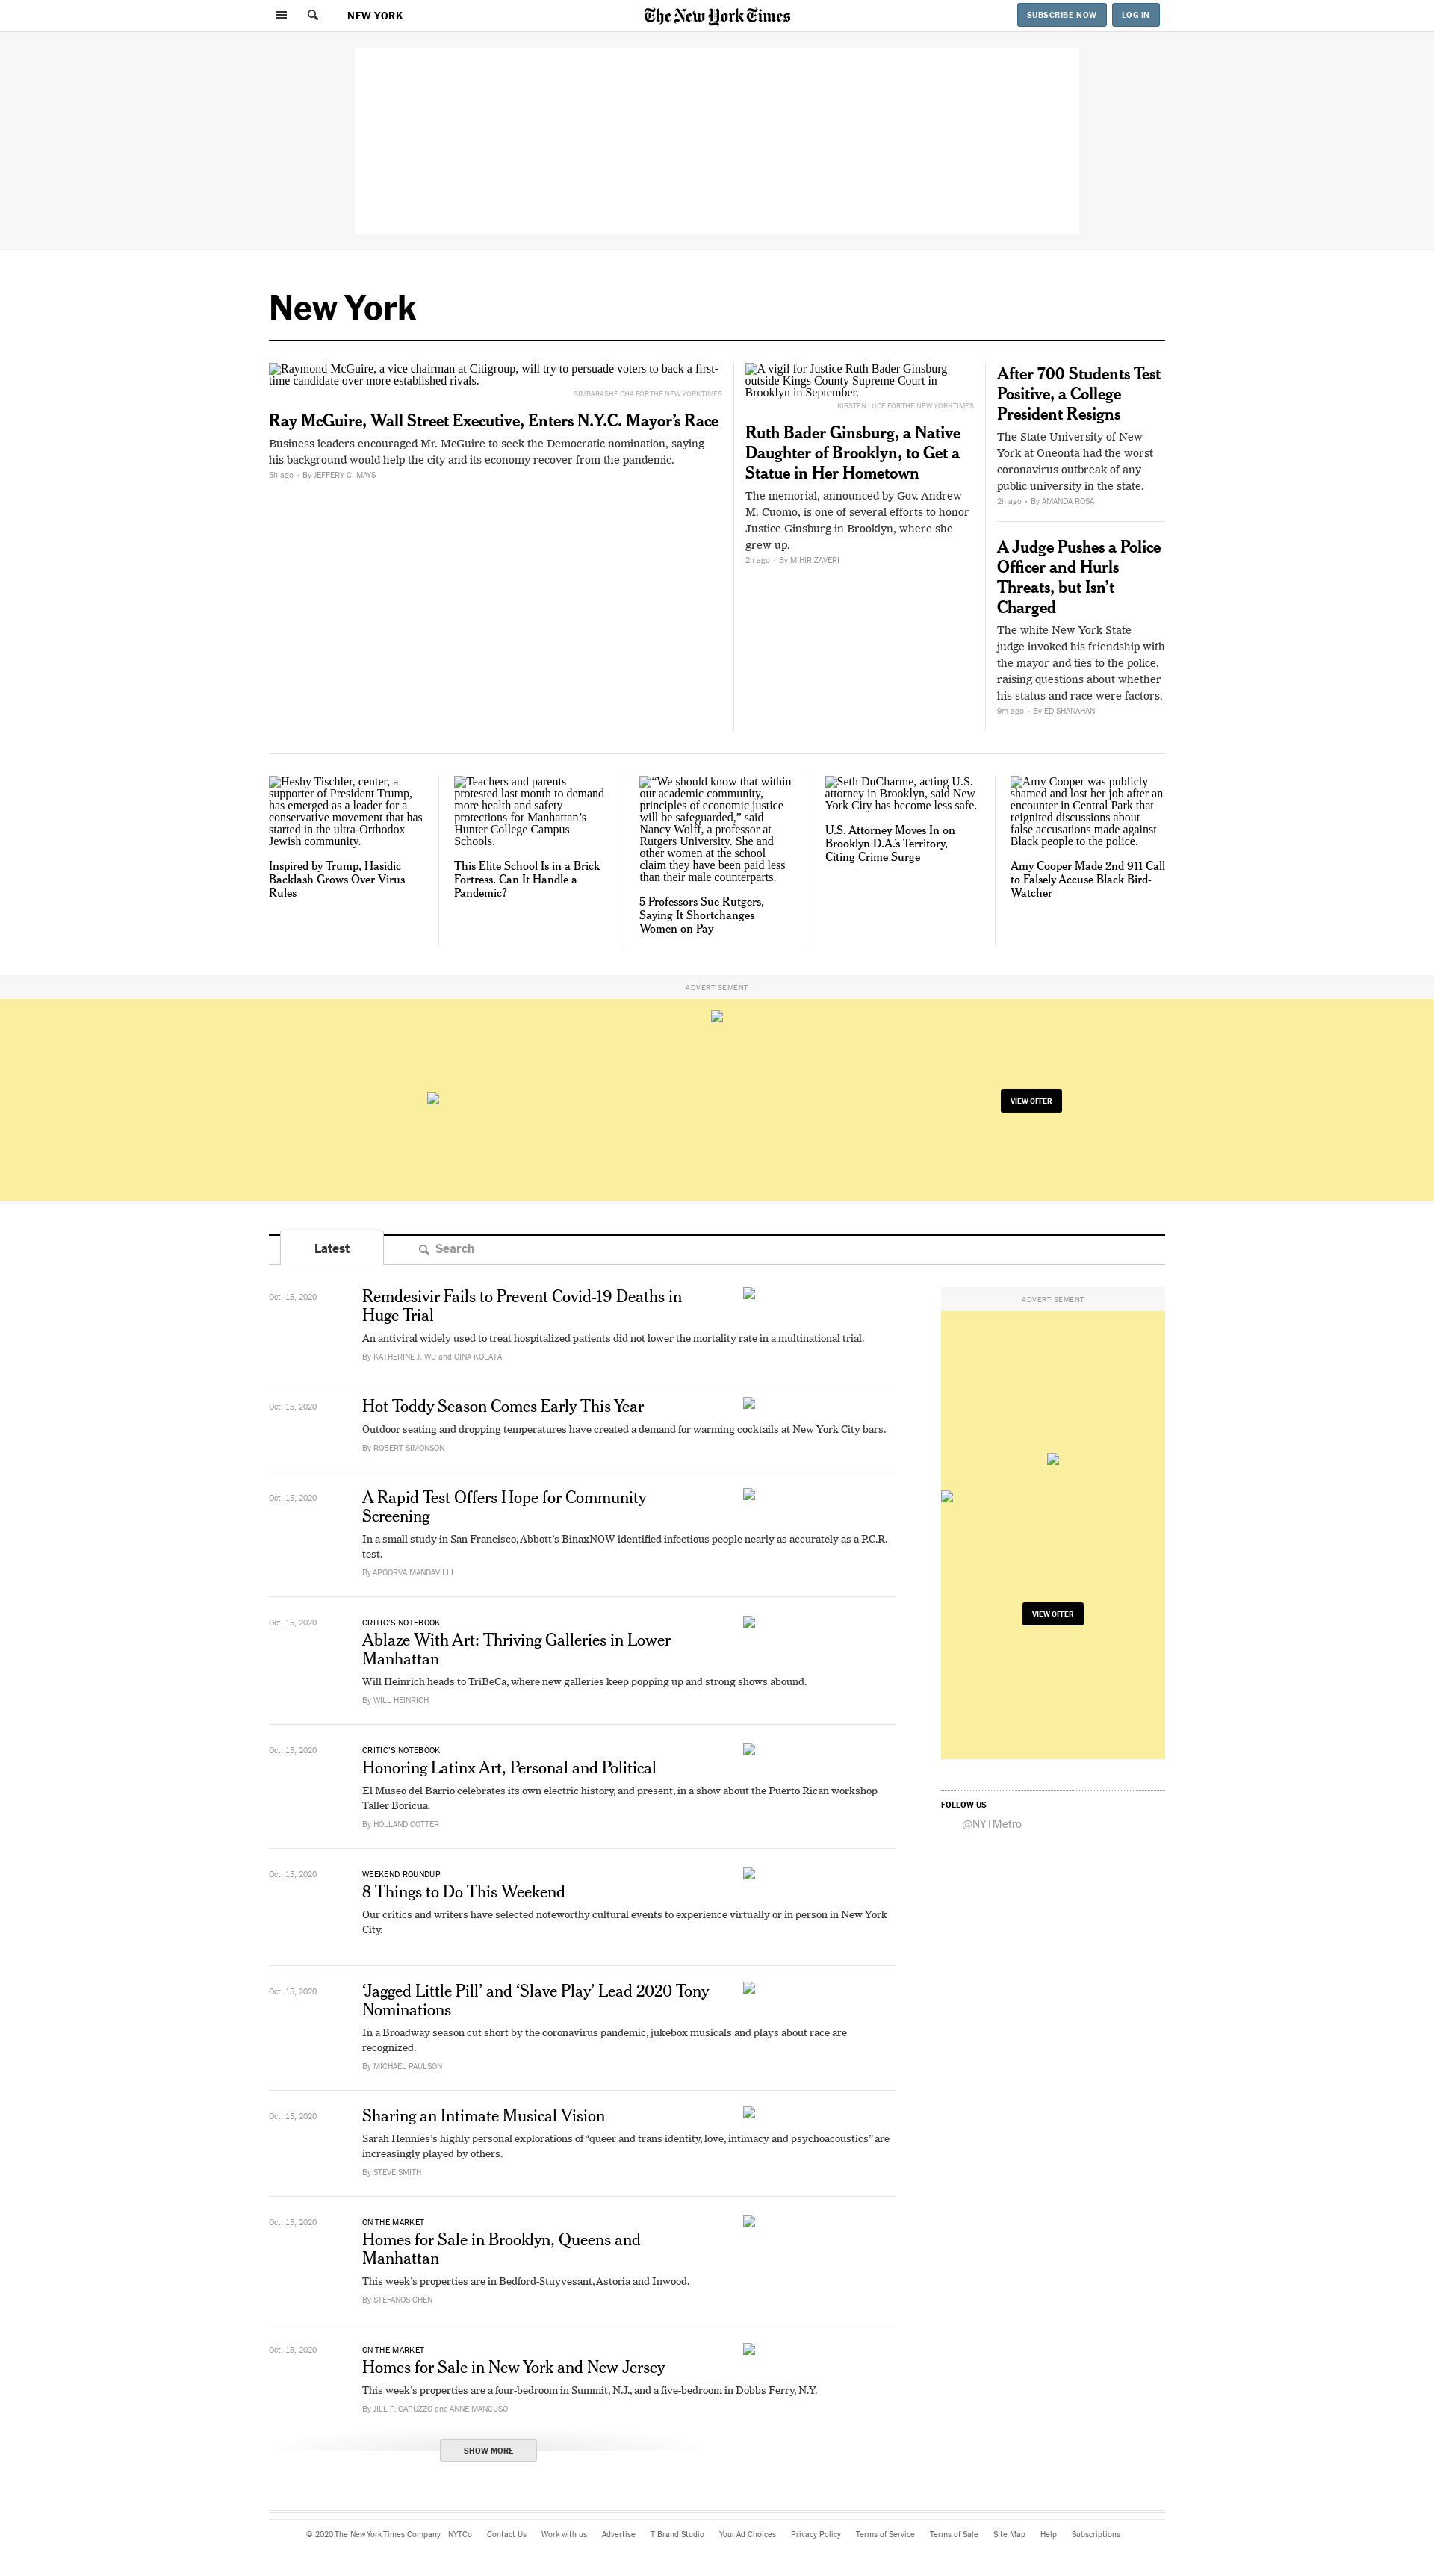 NEW YORK
The New York Times
SUBSCRIBE NOW
LOG IN
New York
Raymond McGuire, a vice chairman at Citigroup, will try to persuade voters to back a first-
time candidate over more established rivals.
SIMBARASHE CHA FOR THE NEW YORK TIMES
Ray McGuire, Wall Street Executive, Enters N.Y.C. Mayor’s Race
Business leaders encouraged Mr. McGuire to seek the Democratic nomination, saying
his background would help the city and its economy recover from the pandemic.
5h ago • By JEFFERY C. MAYS
A vigil for Justice Ruth Bader Ginsburg
outside Kings County Supreme Court in
Brooklyn in September.
KIRSTEN LUCE FOR THE NEW YORK TIMES
Ruth Bader Ginsburg, a Native
Daughter of Brooklyn, to Get a
Statue in Her Hometown
The memorial, announced by Gov. Andrew
M. Cuomo, is one of several efforts to honor
Justice Ginsburg in Brooklyn, where she
grew up.
2h ago • By MIHIR ZAVERI
After 700 Students Test
Positive, a College
President Resigns
The State University of New
York at Oneonta had the worst
coronavirus outbreak of any
public university in the state.
2h ago • By AMANDA ROSA
A Judge Pushes a Police
Officer and Hurls
Threats, but Isn’t
Charged
The white New York State
judge invoked his friendship with
the mayor and ties to the police,
raising questions about whether
his status and race were factors.
9m ago • By ED SHANAHAN
Heshy Tischler, center, a
supporter of President Trump,
has emerged as a leader for a
conservative movement that has
started in the ultra-Orthodox
Jewish community.
Inspired by Trump, Hasidic
Backlash Grows Over Virus
Rules
Teachers and parents
protested last month to demand
more health and safety
protections for Manhattan’s
Hunter College Campus
Schools.
This Elite School Is in a Brick
Fortress. Can It Handle a
Pandemic?
“We should know that within
our academic community,
principles of economic justice
will be safeguarded,” said
Nancy Wolff, a professor at
Rutgers University. She and
other women at the school
claim they have been paid less
than their male counterparts.
5 Professors Sue Rutgers,
Saying It Shortchanges
Women on Pay
Seth DuCharme, acting U.S.
attorney in Brooklyn, said New
York City has become less safe.
U.S. Attorney Moves In on
Brooklyn D.A.’s Territory,
Citing Crime Surge
Amy Cooper was publicly
shamed and lost her job after an
encounter in Central Park that
reignited discussions about
false accusations made against
Black people to the police.
Amy Cooper Made 2nd 911 Call
to Falsely Accuse Black Bird-
Watcher
ADVERTISEMENT
VIEW OFFER
Latest
Search
Oct. 15, 2020
Remdesivir Fails to Prevent Covid-19 Deaths in
Huge Trial
An antiviral widely used to treat hospitalized patients did not lower the mortality rate in a multinational trial.
By KATHERINE J. WU and GINA KOLATA
Oct. 15, 2020
Hot Toddy Season Comes Early This Year
Outdoor seating and dropping temperatures have created a demand for warming cocktails at New York City bars.
By ROBERT SIMONSON
Oct. 15, 2020
A Rapid Test Offers Hope for Community
Screening
In a small study in San Francisco, Abbott’s BinaxNOW identified infectious people nearly as accurately as a P.C.R.
test.
By APOORVA MANDAVILLI
Oct. 15, 2020
CRITIC’S NOTEBOOK
Ablaze With Art: Thriving Galleries in Lower
Manhattan
Will Heinrich heads to TriBeCa, where new galleries keep popping up and strong shows abound.
By WILL HEINRICH
Oct. 15, 2020
CRITIC’S NOTEBOOK
Honoring Latinx Art, Personal and Political
El Museo del Barrio celebrates its own electric history, and present, in a show about the Puerto Rican workshop
Taller Boricua.
By HOLLAND COTTER
Oct. 15, 2020
WEEKEND ROUNDUP
8 Things to Do This Weekend
Our critics and writers have selected noteworthy cultural events to experience virtually or in person in New York
City.
Oct. 15, 2020
‘Jagged Little Pill’ and ‘Slave Play’ Lead 2020 Tony
Nominations
In a Broadway season cut short by the coronavirus pandemic, jukebox musicals and plays about race are
recognized.
By MICHAEL PAULSON
Oct. 15, 2020
Sharing an Intimate Musical Vision
Sarah Hennies’s highly personal explorations of “queer and trans identity, love, intimacy and psychoacoustics” are
increasingly played by others.
By STEVE SMITH
Oct. 15, 2020
ON THE MARKET
Homes for Sale in Brooklyn, Queens and
Manhattan
This week’s properties are in Bedford-Stuyvesant, Astoria and Inwood.
By STEFANOS CHEN
Oct. 15, 2020
ON THE MARKET
Homes for Sale in New York and New Jersey
This week’s properties are a four-bedroom in Summit, N.J., and a five-bedroom in Dobbs Ferry, N.Y.
By JILL P. CAPUZZO and ANNE MANCUSO
SHOW MORE
ADVERTISEMENT
VIEW OFFER
FOLLOW US
@NYTMetro
© 2020 The New York Times Company NYTCo Contact Us Work with us Advertise T Brand Studio Your Ad Choices Privacy Policy Terms of Service Terms of Sale Site Map Help Subscriptions